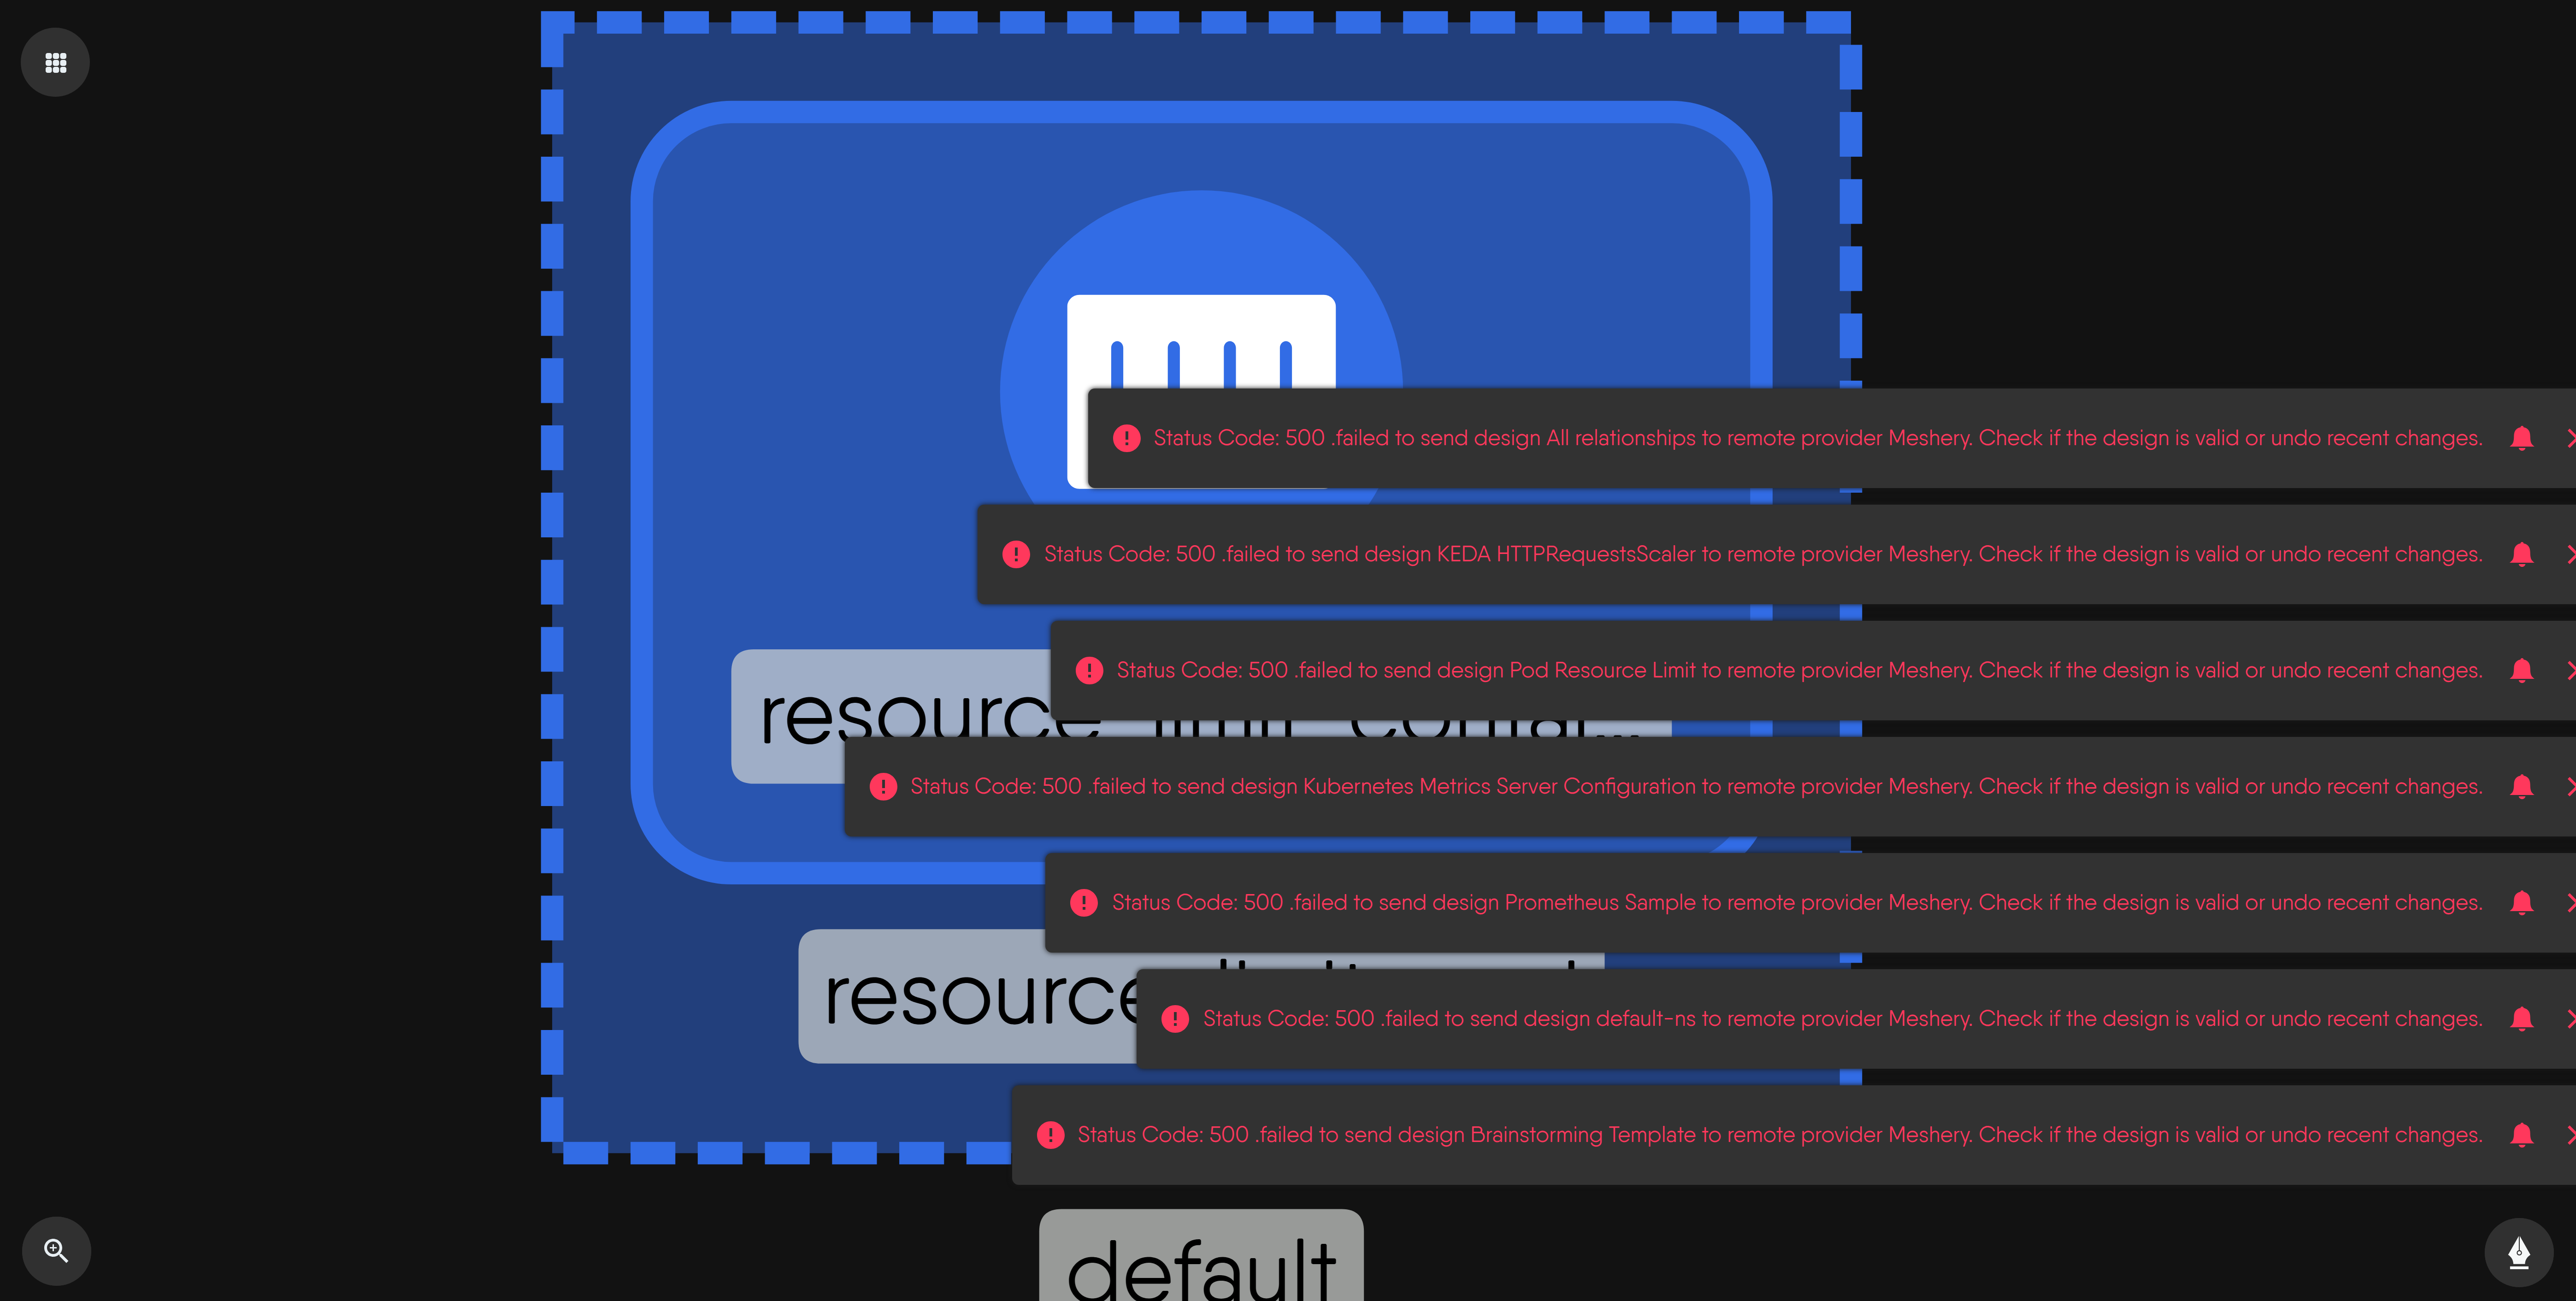 Status Code: 500 .failed to send design All relationships to remote provider Meshery. Check if the design is valid or undo recent changes.
Status Code: 500 .failed to send design KEDA HTTPRequestsScaler to remote provider Meshery. Check if the design is valid or undo recent changes.
Status Code: 500 .failed to send design Pod Resource Limit to remote provider Meshery. Check if the design is valid or undo recent changes.
resource
Status Code: 500 .failed to send design Kubernetes Metrics Server Configuration to remote provider Meshery. Check if the design is valid or undo recent changes.
Status Code: 500 .failed to send design Prometheus Sample to remote provider Meshery. Check if the design is valid or undo recent changes.
resource
Status Code: 500 .failed to send design default-ns to remote provider Meshery. Check if the design is valid or undo recent changes.
Status Code: 500 .failed to send design Brainstorming Template to remote provider Meshery. Check if the design is valid or undo recent changes.
default